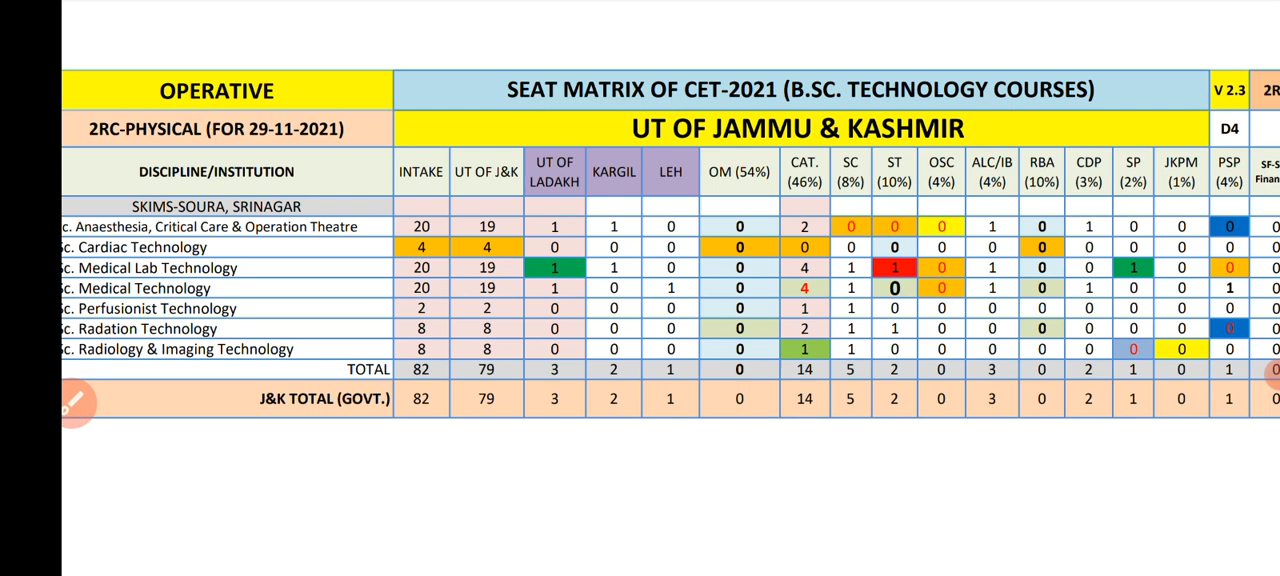 OPERATIVE SEAT MATRIX OF CET-2021 (B.SC. TECHNOLOGY COURSES) V 2.3 2R
2RC-PHYSICAL (FOR 29-11-2021) UT OF JAMMU & KASHMIR D4
DISCIPLINE/INSTITUTION INTAKE UT OF J&K UT OF LADAKH KARGIL LEH OM (54%) CAT. (46%) SC (8%) ST (10%) OSC (4%) ALC/IB (4%) RBA (10%) CDP (3%) SP (2%) JKPM (1%) PSP (4%) SF-S Finan
SKIMS-SOURA, SRINAGAR
c. Anaesthesia, Critical Care & Operation Theatre 20 19 1 1 0 0 2 0 0 0 1 0 1 0 0 0 0
Sc. Cardiac Technology 4 4 0 0 0 0 0 0 0 0 0 0 0 0 0 0 0
Sc. Medical Lab Technology 20 19 1 1 0 0 4 1 1 0 1 0 0 1 0 0 0
Sc. Medical Technology 20 19 1 0 1 0 4 1 0 0 1 0 1 0 0 1 0
Sc. Perfusionist Technology 2 2 0 0 0 0 1 1 0 0 0 0 0 0 0 0 0
Sc. Radation Technology 8 8 0 0 0 0 2 1 1 0 0 0 0 0 0 0 0
Sc. Radiology & Imaging Technology 8 8 0 0 0 0 1 1 0 0 0 0 0 0 0 0 0
TOTAL 82 79 3 2 1 0 14 5 2 0 3 0 2 1 0 1 0
J&K TOTAL (GOVT.) 82 79 3 2 1 0 14 5 2 0 3 0 2 1 0 1 0